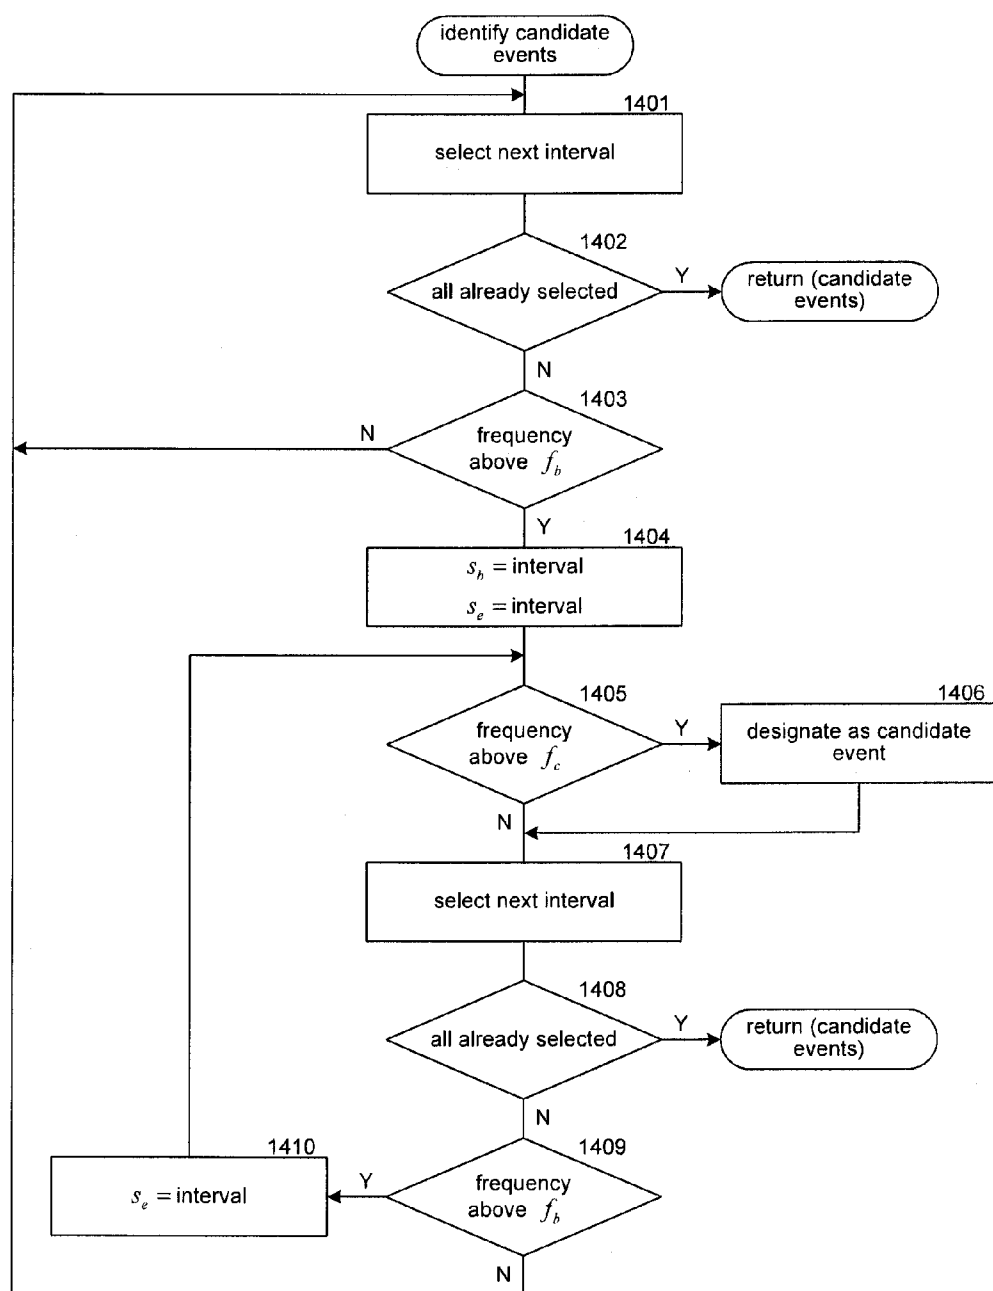 identify candidate
events
1401
select next interval
1402
all already selected
Y
return (candidate
events)
N
1403
frequency
above f_b
N
Y
1404
s_b = interval
s_e = interval
1405
frequency
above f_c
Y
1406
designate as candidate
event
N
1407
select next interval
1408
all already selected
Y
return (candidate
events)
N
1409
frequency
above f_b
Y
1410
s_e = interval
N